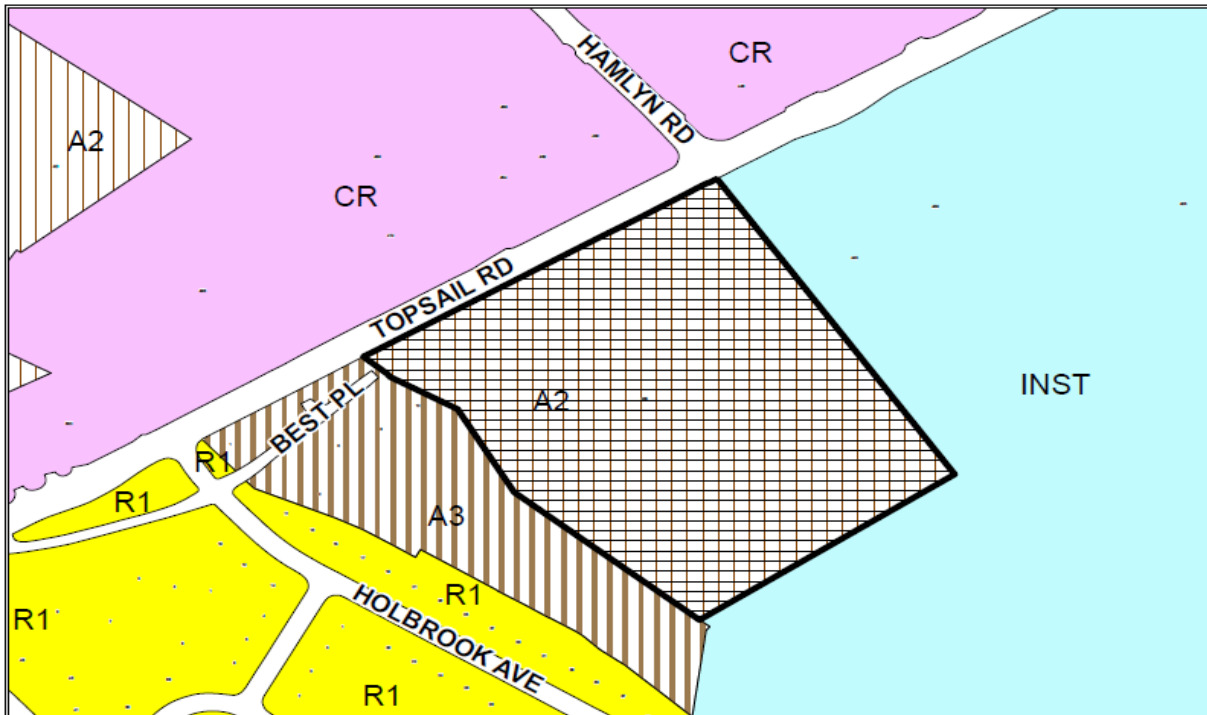 HAMLYN RD
CR
A2
CR
TOPSAIL RD
INST
A2
BEST PL
R1
R1
A3
R1
HOLBROOK AVE
R1
R1